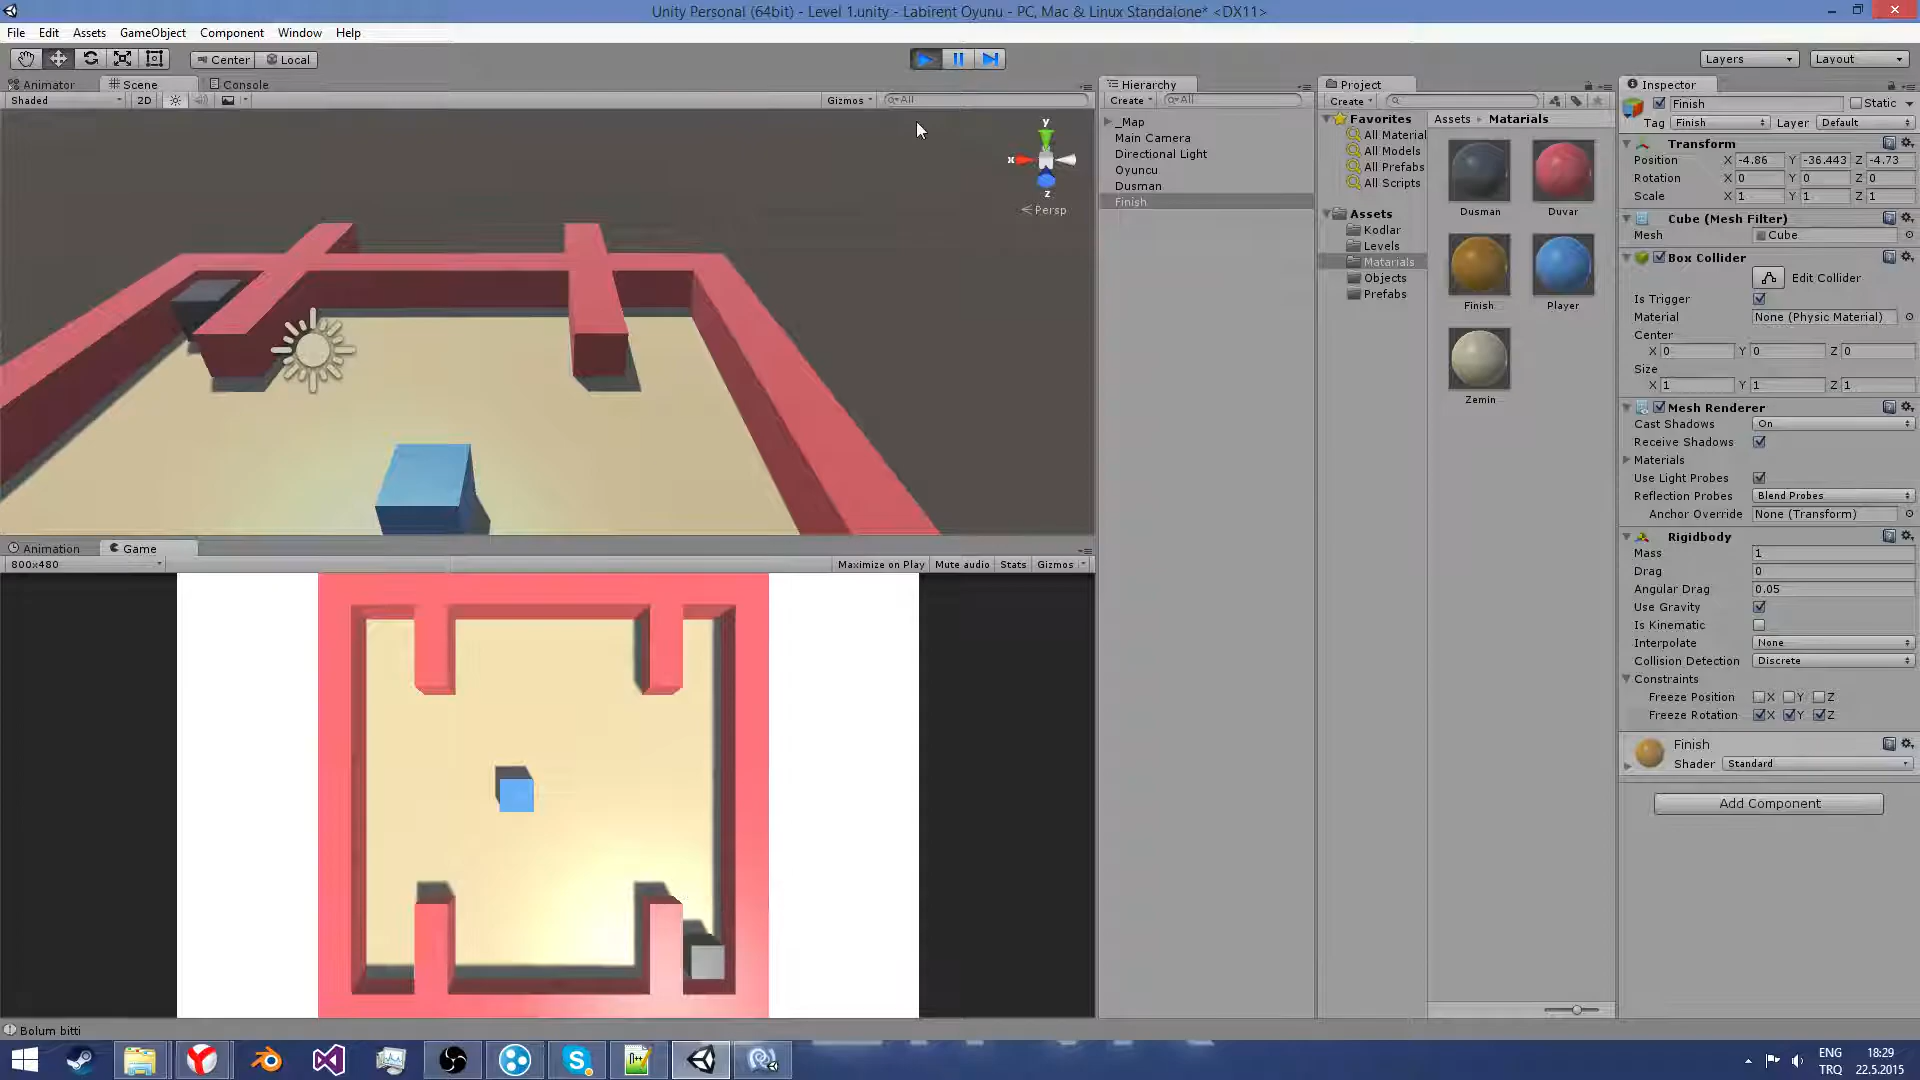 Unity Personal (64bit) - Level 1.unity - Labirent Oyunu - PC, Mac & Linux Standalone* <DX11>
File Edit Assets GameObject Component Window Help
Center Local Layers Layout
Animator Scene Console
Shaded 2D Gizmos All
y
x
z
Persp
Animation Game
800x480 Maximize on Play Mute audio Stats Gizmos
Bolum bitti
Hierarchy
Create All
_Map
Main Camera
Directional Light
Oyuncu
Dusman
Finish
Project
Create
Favorites
All Material
All Models
All Prefabs
All Scripts
Assets
Kodlar
Levels
Matarials
Objects
Prefabs
Assets Matarials
Dusman Duvar
Finish Player
Zemin
Inspector
Finish Static
Tag Finish Layer Default
Transform
Position X -4.86 Y -36.443 Z -4.73
Rotation X 0 Y 0 Z 0
Scale X 1 Y 1 Z 1
Cube (Mesh Filter)
Mesh Cube
Box Collider
Edit Collider
Is Trigger
Material None (Physic Material)
Center
X 0 Y 0 Z 0
Size
X 1 Y 1 Z 1
Mesh Renderer
Cast Shadows On
Receive Shadows
Materials
Use Light Probes
Reflection Probes Blend Probes
Anchor Override None (Transform)
Rigidbody
Mass 1
Drag 0
Angular Drag 0.05
Use Gravity
Is Kinematic
Interpolate None
Collision Detection Discrete
Constraints
Freeze Position X Y Z
Freeze Rotation X Y Z
Finish
Shader Standard
Add Component
ENG 18:29
TRQ 22.5.2015